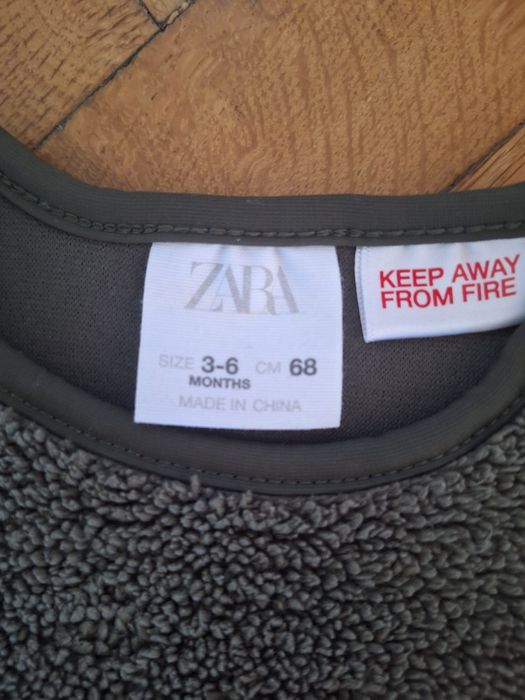 ZARA
SIZE 3-6 CM 68
MONTHS
MADE IN CHINA
KEEP AWAY
FROM FIRE